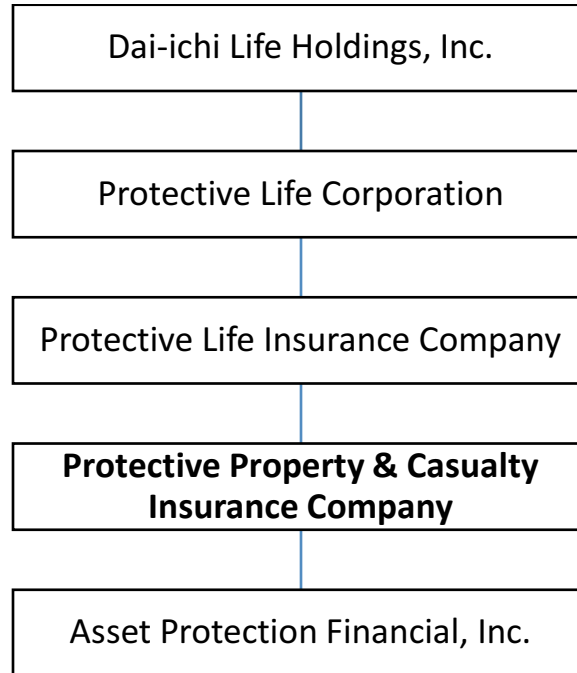 Dai-ichi Life Holdings, Inc.
Protective Life Corporation
Protective Life Insurance Company
Protective Property & Casualty
Insurance Company
Asset Protection Financial, Inc.